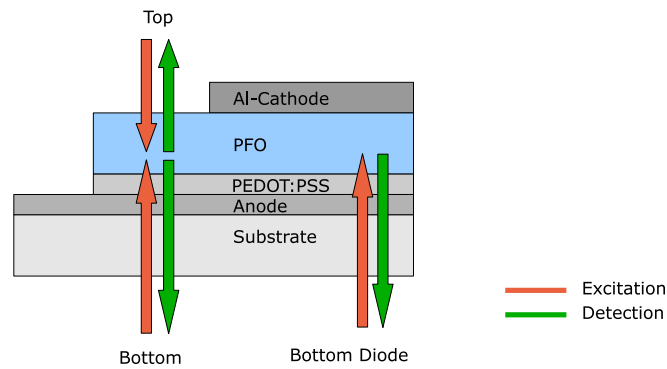 Top
Al-Cathode
PFO
PEDOT:PSS
Anode
Substrate
Excitation
Detection
Bottom
Bottom Diode